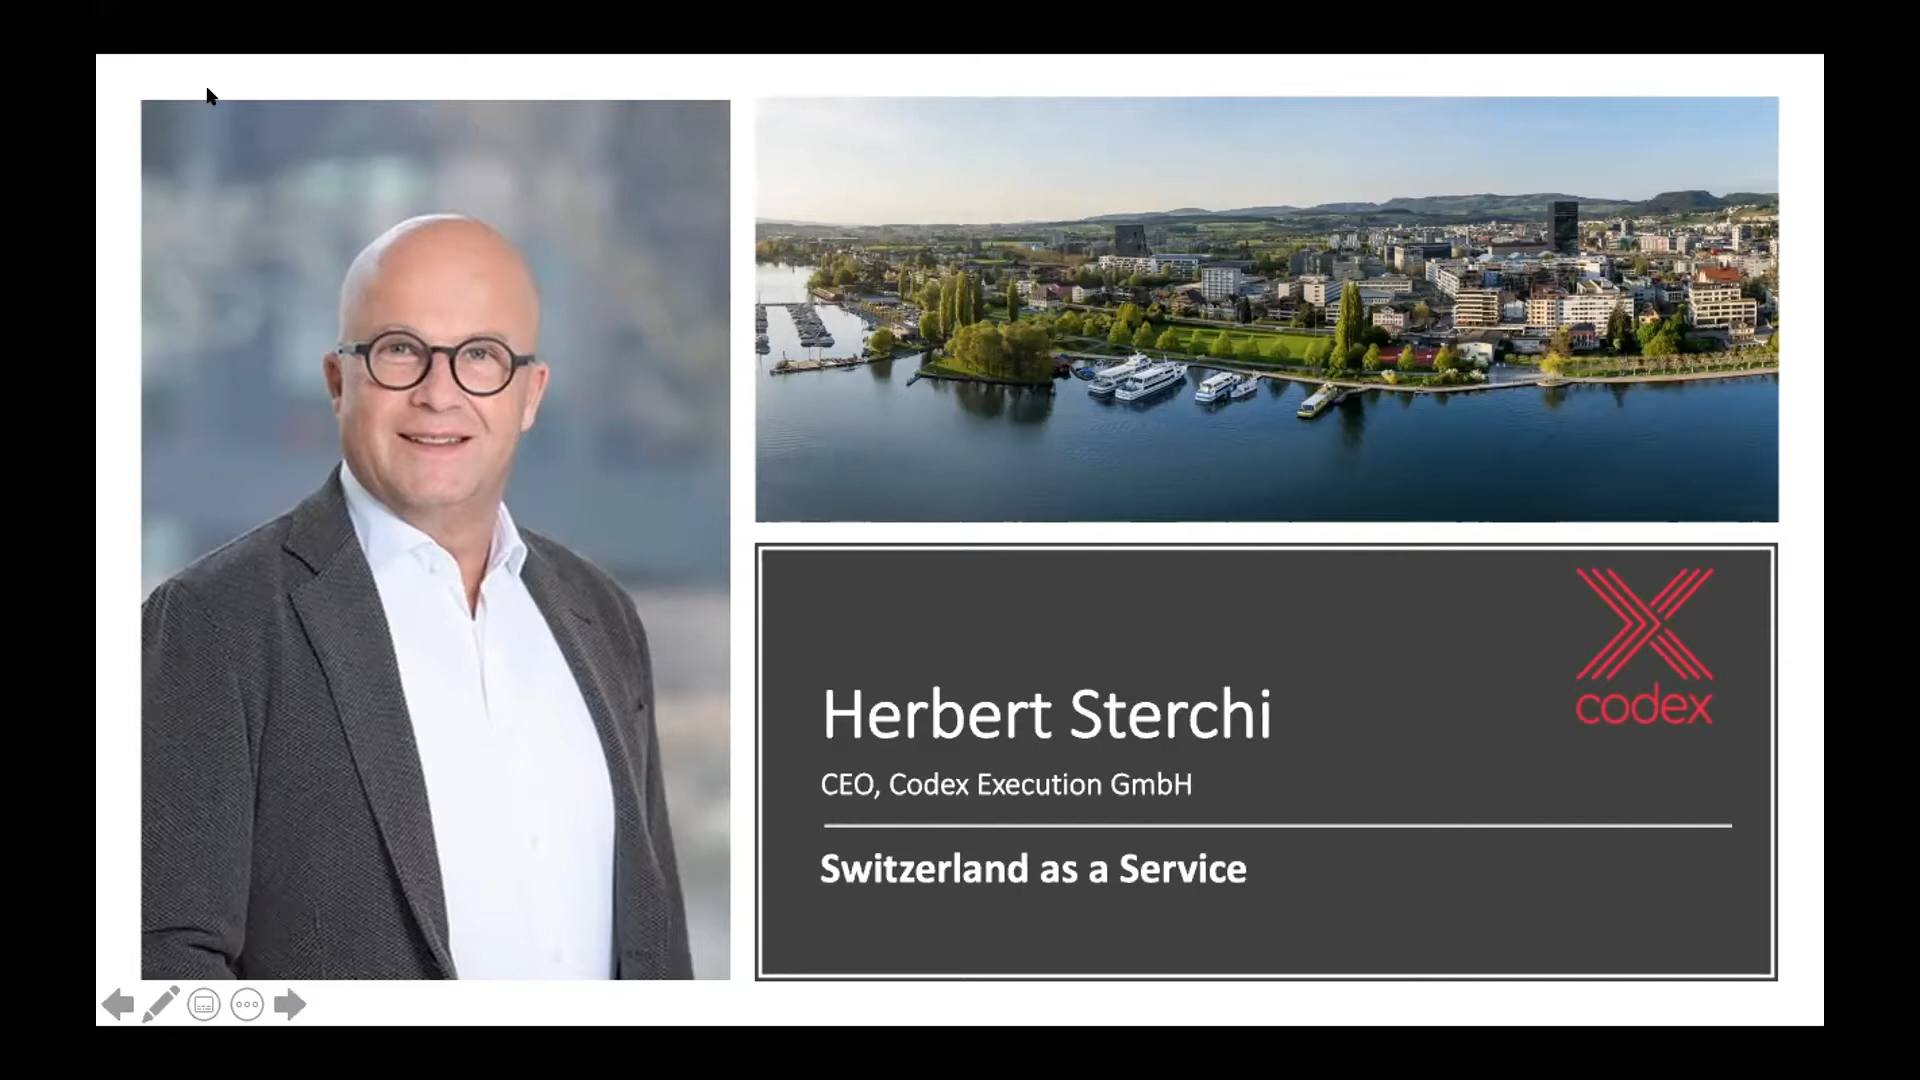 codex
Herbert Sterchi
CEO, Codex Execution GmbH
Switzerland as a Service